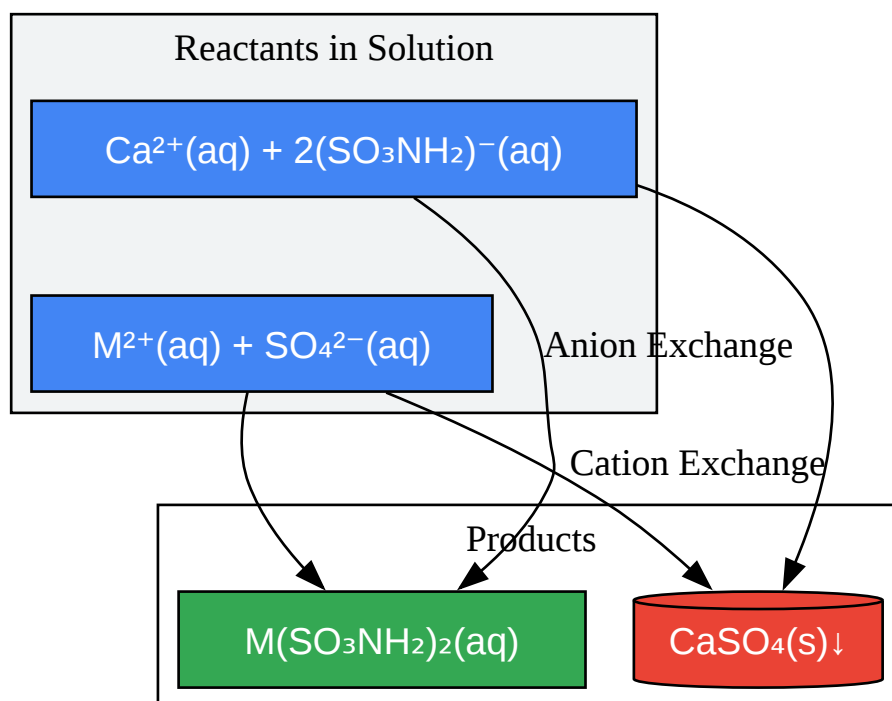 Reactants in Solution
Ca²⁺(aq) + 2(SO₃NH₂)⁻(aq)
M²⁺(aq) + SO₄²⁻(aq)
Anion Exchange
Cation Exchange
Products
M(SO₃NH₂)₂(aq)
CaSO₄(s)↓